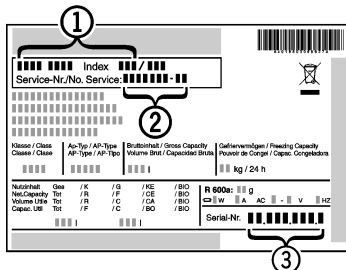 1
Index /
Service-Nr./No. Service: -
2
Klasse / Class
Classe / Clase
Ap-Typ / AP-Type
AP-Type / AP-Tipo
Bruttoinhalt / Gross Capacity
Volume Brut / Capacidad Bruta
Gefriervermögen / Freezing Capacity
Pouvoir de Congel / Capac. Congeladora
l
kg / 24 h
Nutzinhalt Ges / K / G / KE / BIO
Net.Capacity Tot / R / F / CE / BIO
Volume Utile Tot / R / C / CA / BIO
Capac. Util Tot / F / C / BO / BIO
l l
R 600a: g
W A AC - V HZ
Serial-Nr.
3